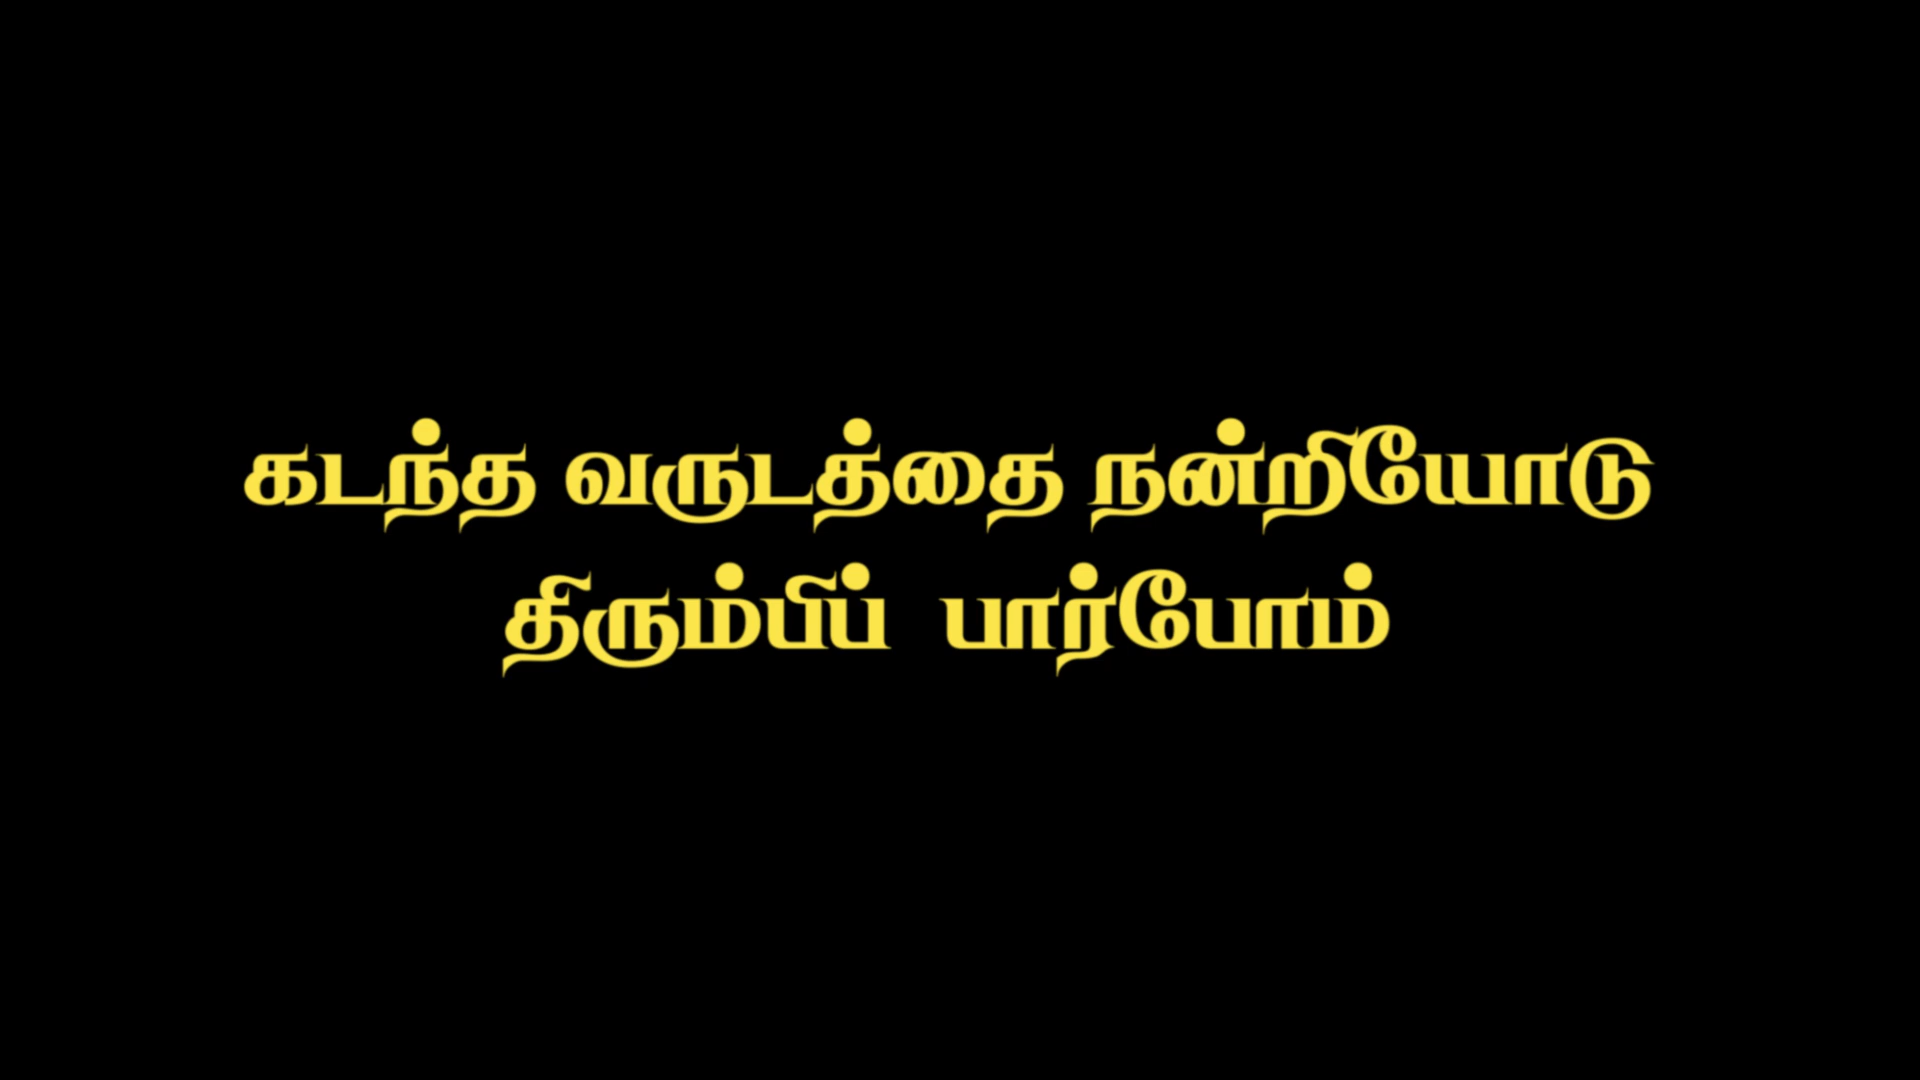 கடந்த வருடத்தை நன்றியோடு
திரும்பிப் பார்போம்